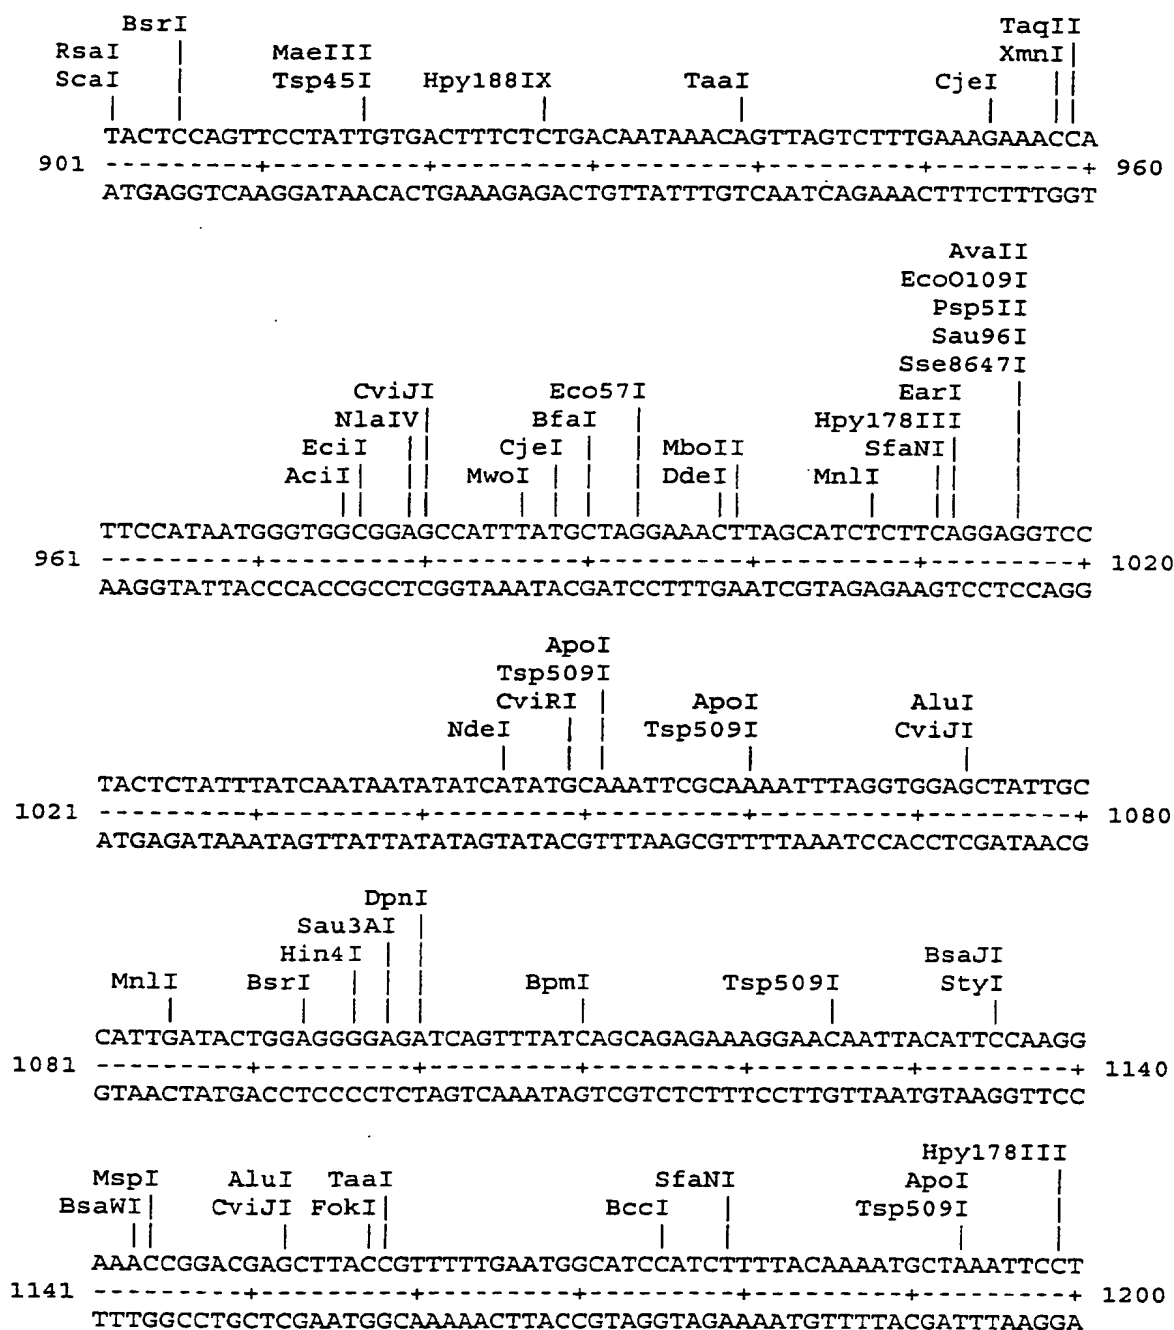 BsrI TaqII
RsaI | MaeIII XmnI|
ScaI | Tsp45I Hpy188IX TaaI CjeI ||
| | | | | | ||
TACTCCAGTTCCTATTGTGACTTTCTCTGACAATAAACAGTTAGTCTTTGAAAGAAACCA
901 ---------+---------+---------+---------+---------+---------+ 960
ATGAGGTCAAGGATAACACTGAAAGAGACTGTTATTTGTCAATCAGAAACTTTCTTTGGT
AvaII
EcoO109I
Psp5II
Sau96I
Sse8647I
CviJI Eco57I EarI |
NlaIV| BfaI | Hpy178III |
EciI || CjeI | | MboII SfaNI| |
AciI| || MwoI | | | DdeI| MnlI || |
|| || | | | | || | || |
TTCCATAATGGGTGGCGGAGCCATTTATGCTAGGAAACTTAGCATCTCTTCAGGAGGTCC
961 ---------+---------+---------+---------+---------+---------+ 1020
AAGGTATTACCCACCGCCTCGGTAAATACGATCCTTTGAATCGTAGAGAAGTCCTCCAGG
ApoI
Tsp509I
CviRI | ApoI AluI
NdeI | | Tsp509I CviJI
| | | | |
TACTCTATTTATCAATAATATATCATATGCAAATTCGCAAAATTTAGGTGGAGCTATTGC
1021 ---------+---------+---------+---------+---------+---------+ 1080
ATGAGATAAATAGTTATTATATAGTATACGTTTAAGCGTTTTAAATCCACCTCGATAACG
DpnI
Sau3AI |
Hin4I | | BsaJI
MnlI BsrI | | | BpmI Tsp509I StyI
| | | | | | | |
CATTGATACTGGAGGGGAGATCAGTTTATCAGCAGAGAAAGGAACAATTACATTCCAAGG
1081 ---------+---------+---------+---------+---------+---------+ 1140
GTAACTATGACCTCCCCTCTAGTCAAATAGTCGTCTCTTTCCTTGTTAATGTAAGGTTCC
Hpy178III
MspI AluI TaaI SfaNI ApoI |
BsaWI| CviJI FokI| BccI | Tsp509I |
|| | || | | | |
AAACCGGACGAGCTTACCGTTTTTGAATGGCATCCATCTTTTACAAAATGCTAAATTCCT
1141 ---------+---------+---------+---------+---------+---------+ 1200
TTTGGCCTGCTCGAATGGCAAAAACTTACCGTAGGTAGAAAATGTTTTACGATTTAAGGA